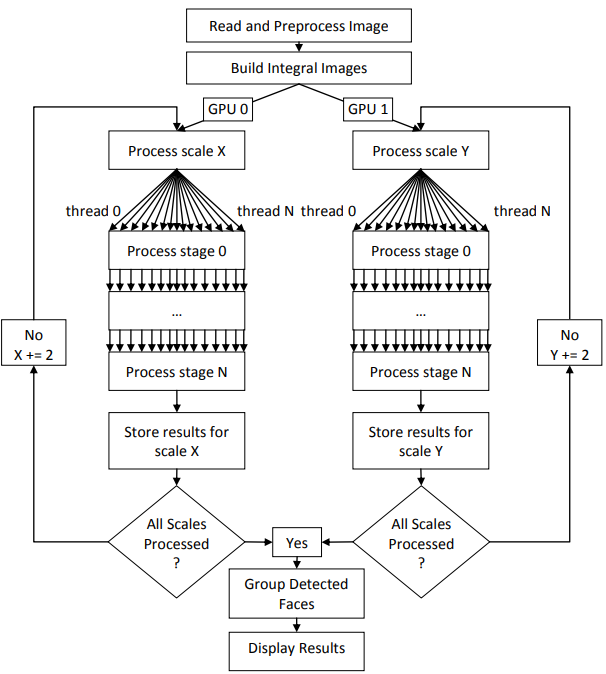 Read and Preprocess Image
Build Integral Images
GPU 0
GPU 1
Process scale X
Process scale Y
thread 0
thread N
thread 0
thread N
Process stage 0
Process stage 0
...
...
No
X += 2
No
Y += 2
Process stage N
Process stage N
Store results for
scale X
Store results for
scale Y
All Scales
Processed
?
Yes
All Scales
Processed
?
Group Detected
Faces
Display Results